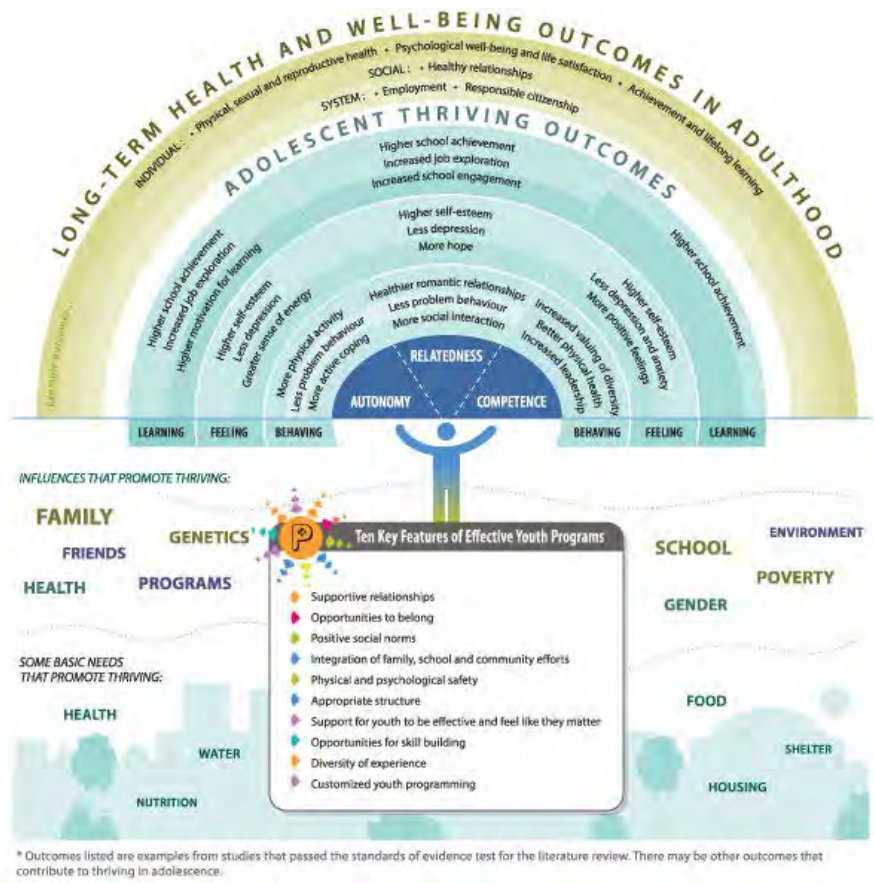 LONG-TERM HEALTH AND WELL-BEING OUTCOMES IN ADULTHOOD
INDIVIDUAL: • Physical, sexual and reproductive health • Psychological well-being and life satisfaction • Achievement and lifelong learning
SOCIAL: • Healthy relationships
SYSTEM: • Employment • Responsible citizenship
ADOLESCENT THRIVING OUTCOMES
Higher school achievement
Increased job exploration
Increased school engagement
Higher self-esteem
Less depression
More hope
Healthier romantic relationships
Less problem behaviour
More social interaction
Higher school achievement
Increased job exploration
Higher motivation for learning
Higher self-esteem
Less depression
Greater sense of energy
More physical activity
Less problem behaviour
More active coping
Increased valuing of diversity
Better physical health
Increased leadership
Higher self-esteem
Less depression and anxiety
More positive feelings
Higher school achievement
RELATEDNESS
AUTONOMY
COMPETENCE
LEARNING
FEELING
BEHAVING
BEHAVING
FEELING
LEARNING
INFLUENCES THAT PROMOTE THRIVING:
FAMILY
GENETICS
FRIENDS
HEALTH
PROGRAMS
SCHOOL
ENVIRONMENT
POVERTY
GENDER
P
Ten Key Features of Effective Youth Programs
Supportive relationships
Opportunities to belong
Positive social norms
Integration of family, school and community efforts
Physical and psychological safety
Appropriate structure
Support for youth to be effective and feel like they matter
Opportunities for skill building
Diversity of experience
Customized youth programming
SOME BASIC NEEDS
THAT PROMOTE THRIVING:
HEALTH
WATER
NUTRITION
FOOD
SHELTER
HOUSING
* Outcomes listed are examples from studies that passed the standards of evidence test for the literature review. There may be other outcomes that
contribute to thriving in adolescence.